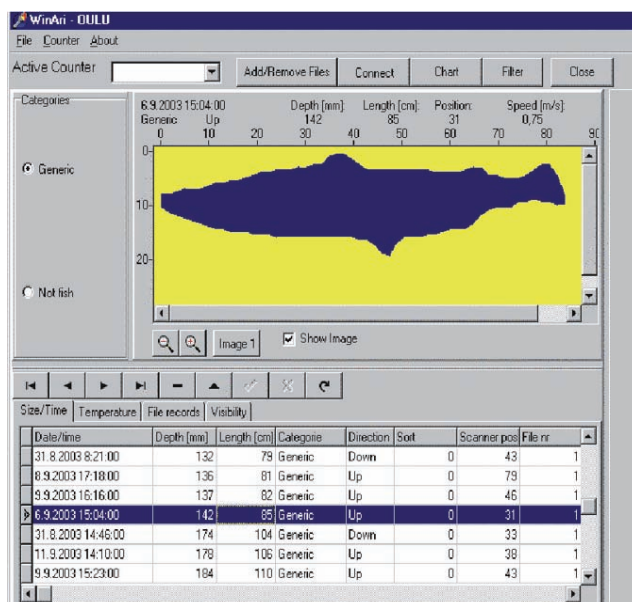 WinAri - OULU
File Counter About
Active Counter Add/Remove Files Connect Chart Filter Close
Categories
Generic
Not fish
6.9.2003 15:04:00 Depth [mm]: Length [cm]: Position: Speed [m/s]:
Generic Up 142 85 31 0,75
0 10 20 30 40 50 60 70 80 90
0
10
20
Image 1 Show Image
Size/Time Temperature File records Visibility
Date/time Depth [mm] Length [cm] Categorie Direction Sort Scanner pos File nr
31.8.2003 8:21:00 132 79 Generic Down 0 43 1
8.9.2003 17:18:00 136 81 Generic Up 0 79 1
9.9.2003 16:16:00 137 82 Generic Up 0 46 1
6.9.2003 15:04:00 142 85 Generic Up 0 31 1
31.8.2003 14:46:00 174 104 Generic Down 0 33 1
11.9.2003 14:10:00 178 106 Generic Up 0 38 1
9.9.2003 15:23:00 184 110 Generic Up 0 43 1